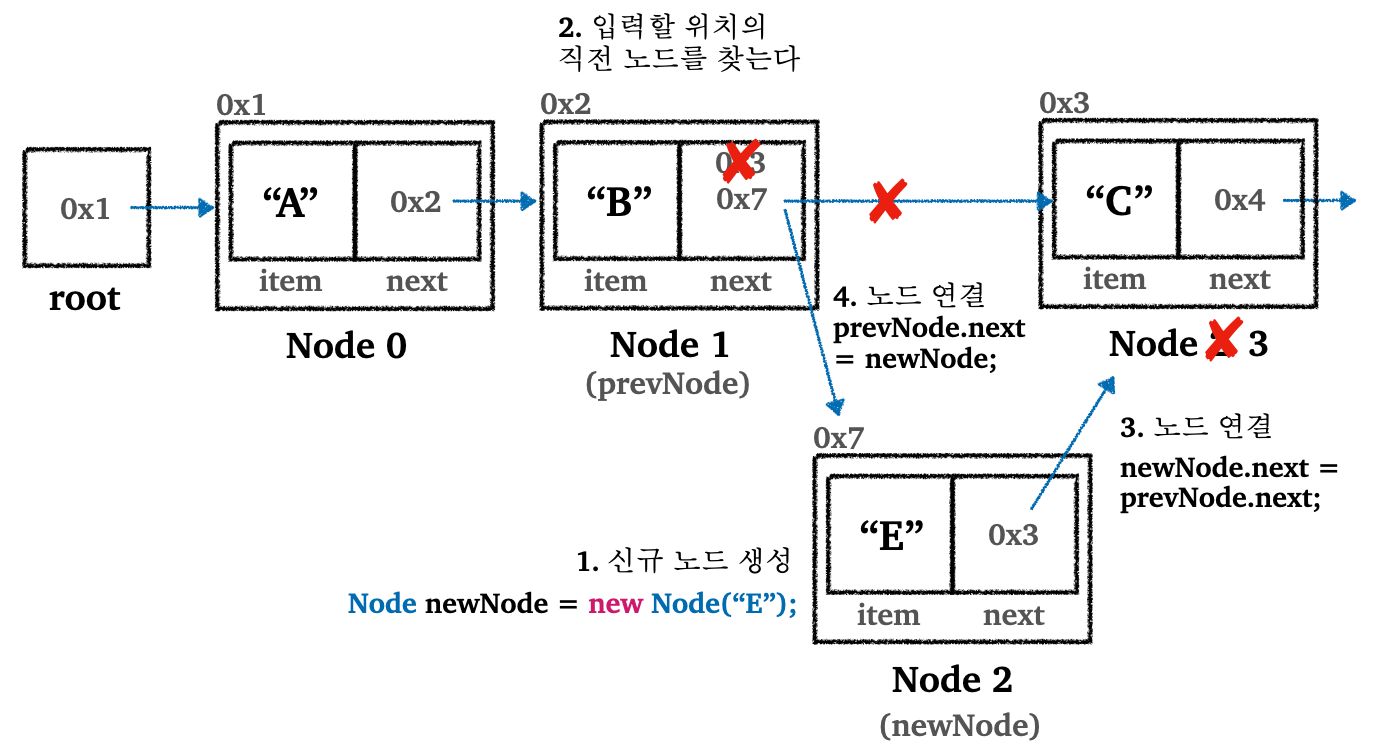 2. 입력할 위치의
직전 노드를 찾는다
0x1
0x2
0x3
0x1
“A”
0x2
item
next
“B”
0x3
0x7
item
next
“C”
0x4
item
next
root
Node 0
Node 1
(prevNode)
Node 2 3
4. 노드 연결
prevNode.next
= newNode;
3. 노드 연결
newNode.next =
prevNode.next;
0x7
“E”
0x3
item
next
1. 신규 노드 생성
Node newNode = new Node(“E”);
Node 2
(newNode)